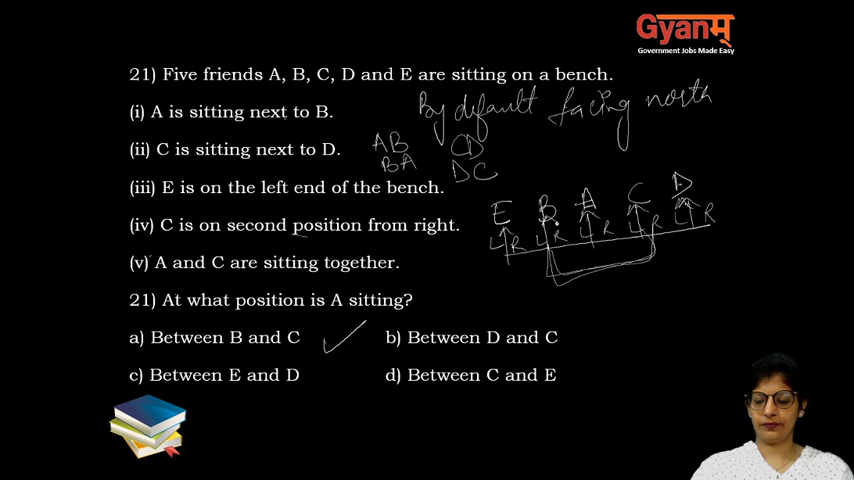 Gyanम्
Government Jobs Made Easy
21) Five friends A, B, C, D and E are sitting on a bench.
(i) A is sitting next to B.
By default facing north
(ii) C is sitting next to D.
AB CD
BA DC
(iii) E is on the left end of the bench.
E B A C D
(iv) C is on second position from right.
L R R R R R
(v) A and C are sitting together.
21) At what position is A sitting?
a) Between B and C
b) Between D and C
c) Between E and D
d) Between C and E